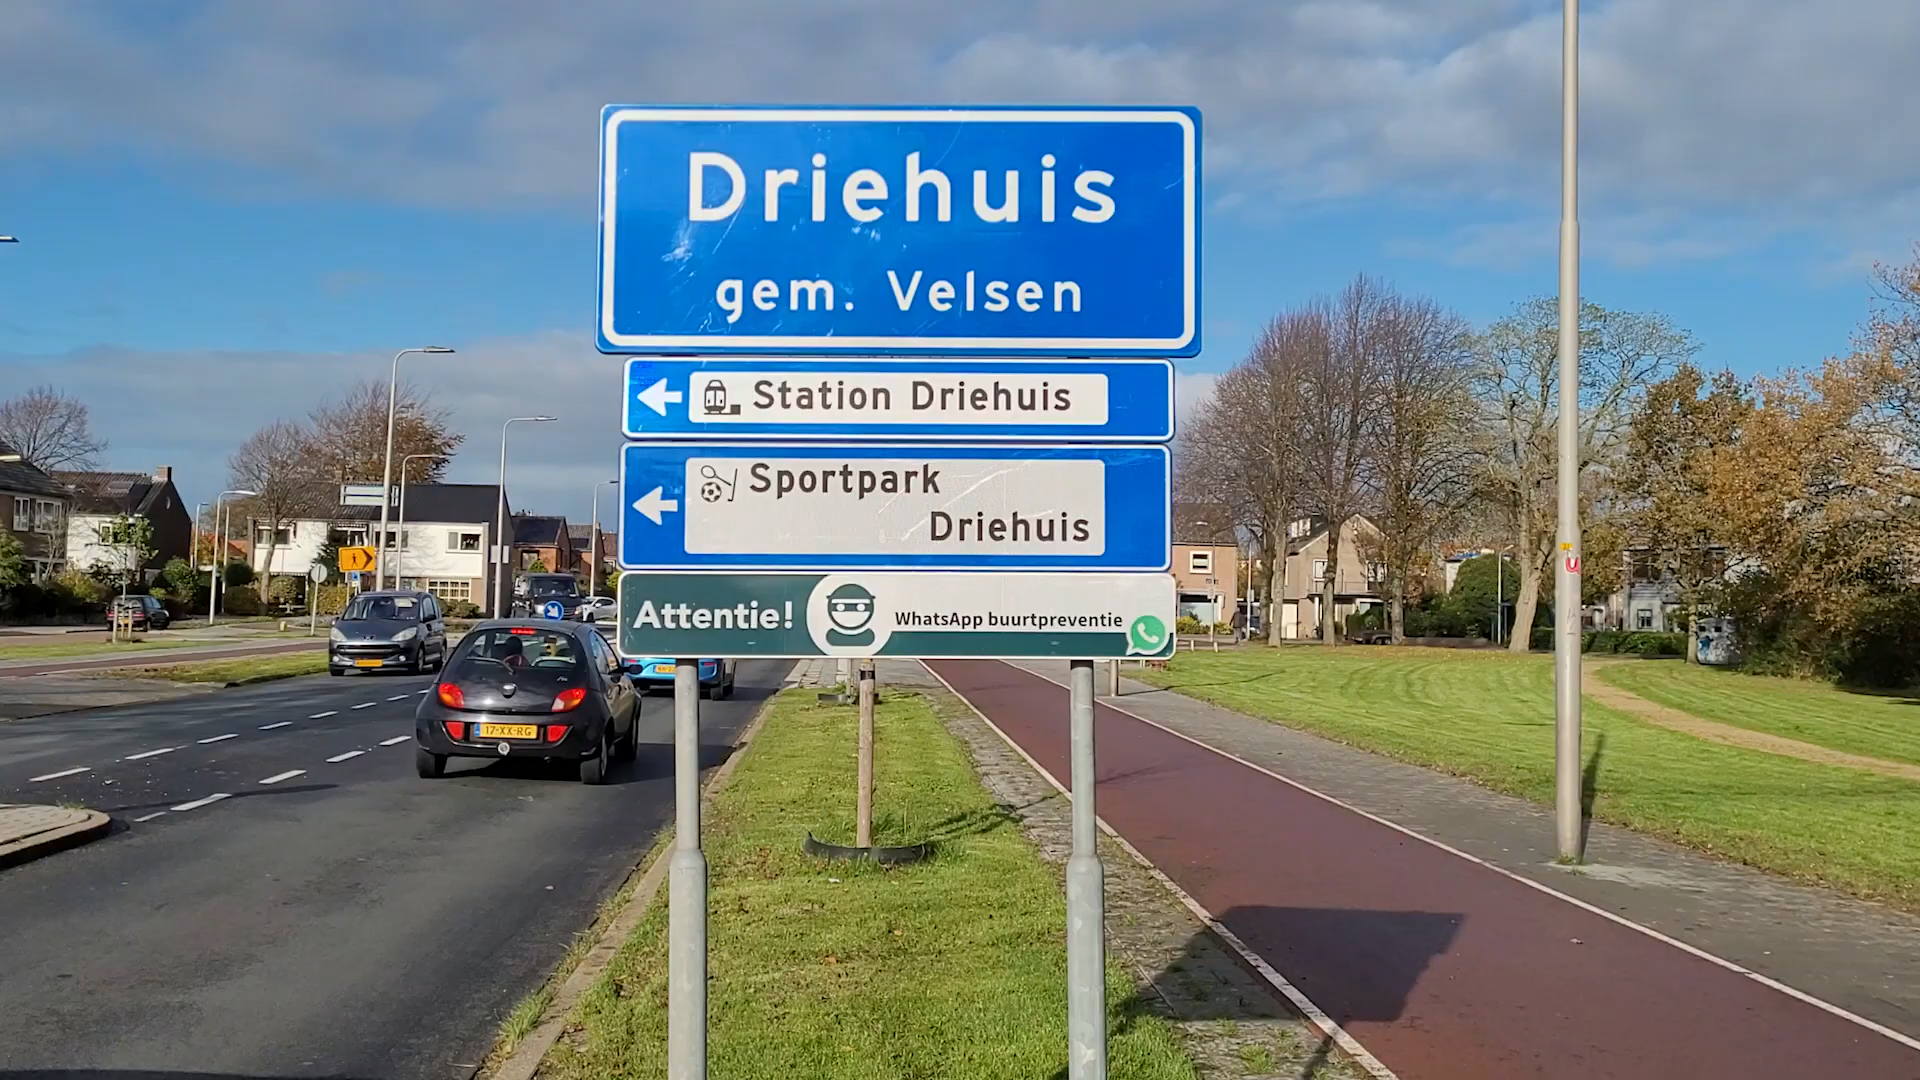 Driehuis
gem. Velsen
Station Driehuis
Sportpark
Driehuis
Attentie!
WhatsApp buurtpreventie
17-XX-RG